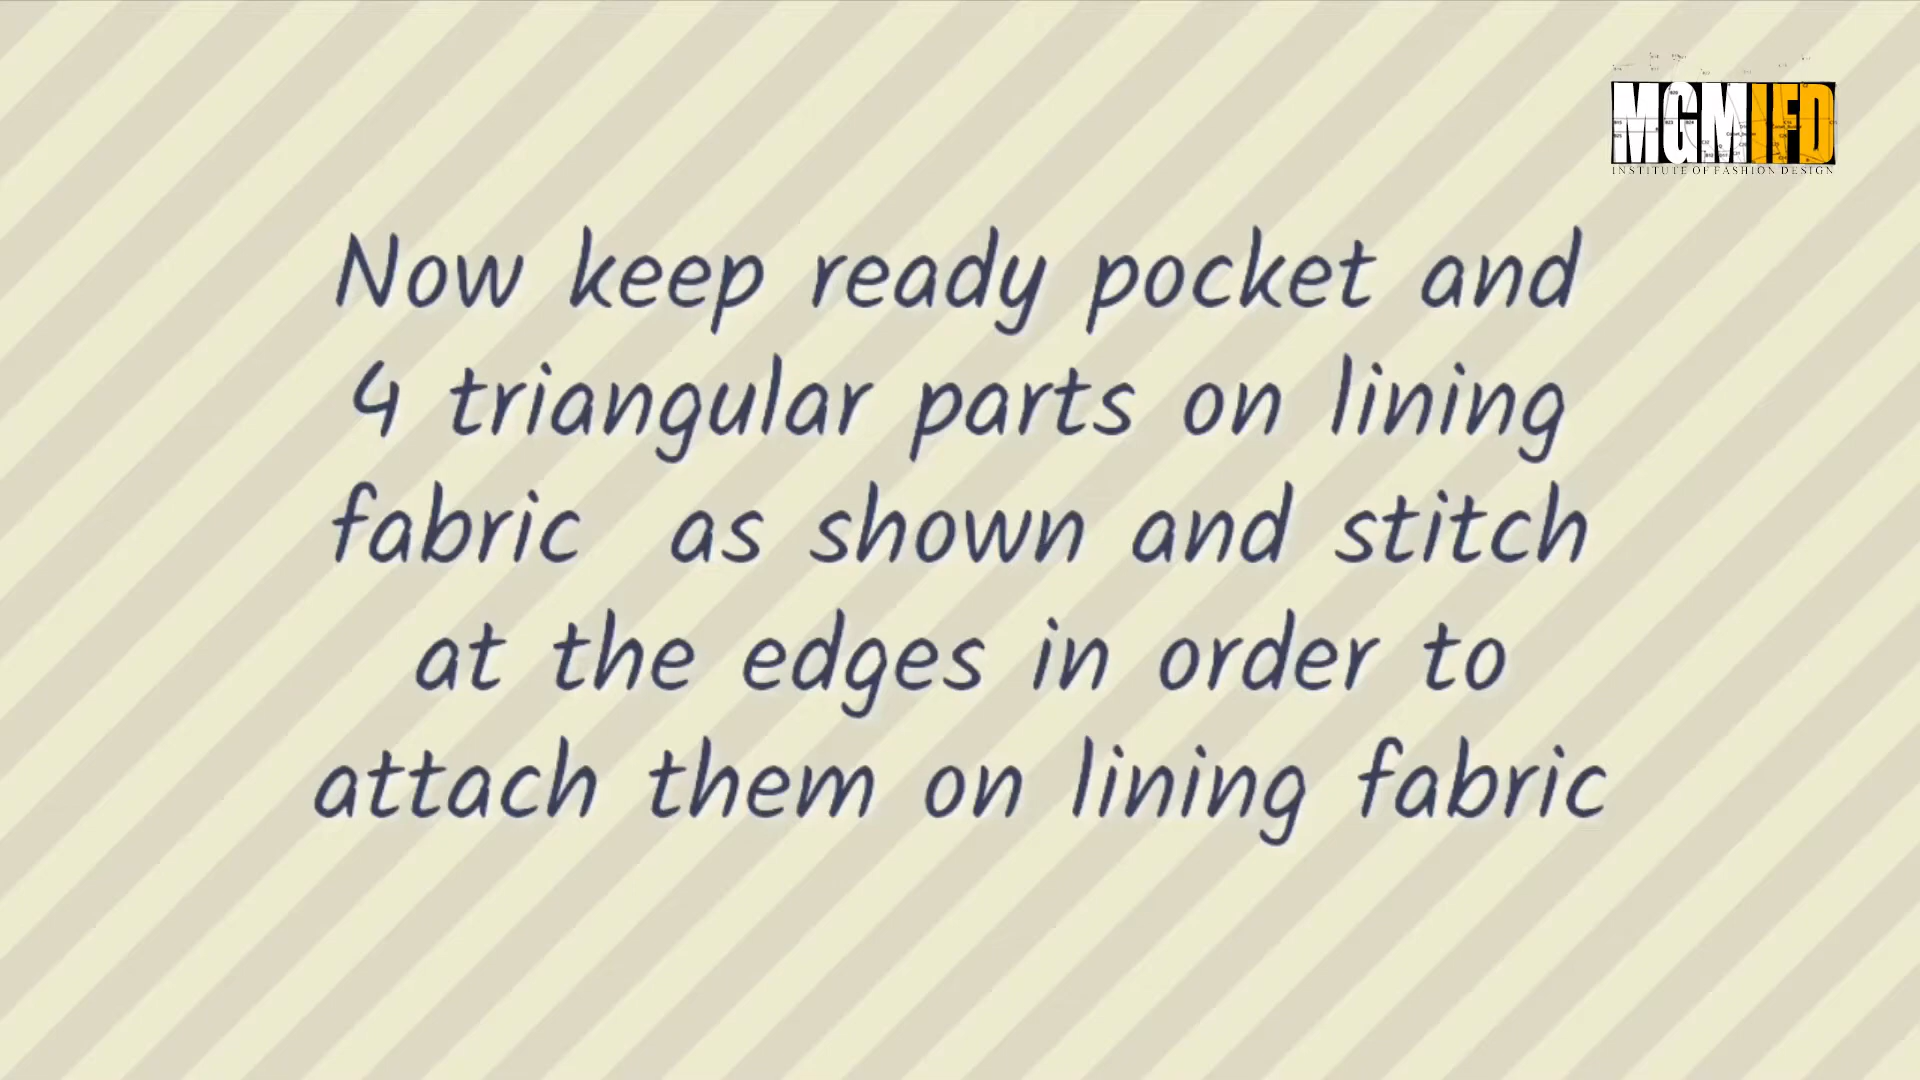 MGMIFD
INSTITUTE OF FASHION DESIGN
Now keep ready pocket and
4 triangular parts on lining
fabric as shown and stitch
at the edges in order to
attach them on lining fabric